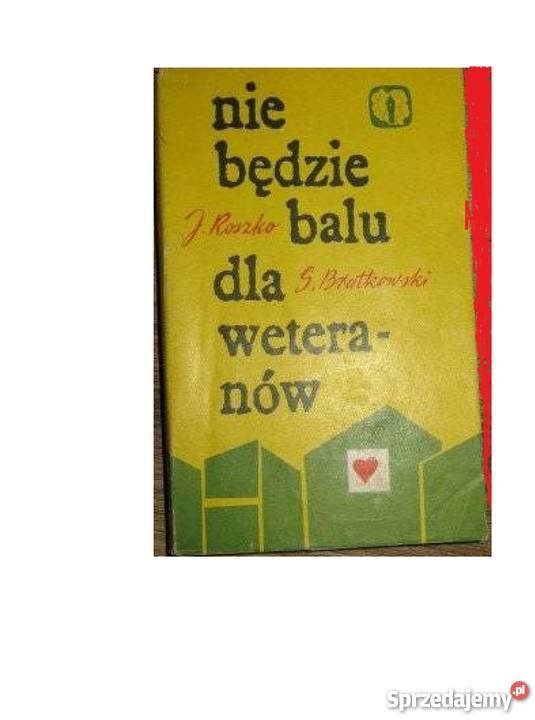 nie
będzie
J. Roszko balu
dla S. Bratkowski
wetera-
nów
Sprzedajemy.pl